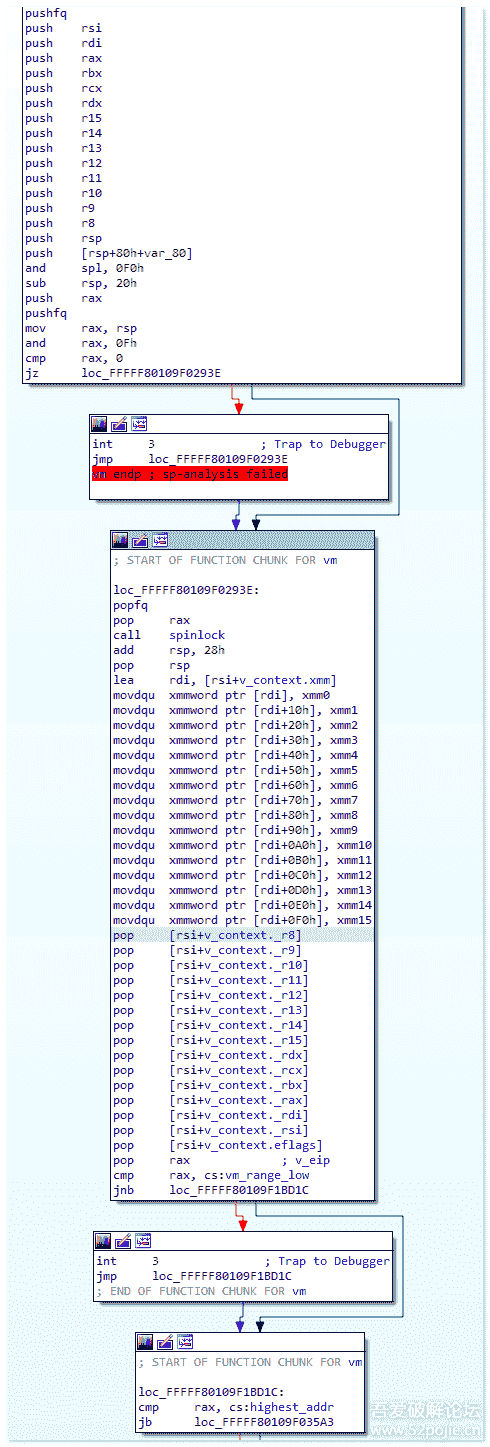 pushfq
push rsi
push rdi
push rax
push rbx
push rcx
push rdx
push r15
push r14
push r13
push r12
push r11
push r10
push r9
push r8
push rsp
push [rsp+80h+var_80]
and spl, 0F0h
sub rsp, 20h
push rax
pushfq
mov rax, rsp
and rax, 0Fh
cmp rax, 0
jz loc_FFFFF80109F0293E
int 3 ; Trap to Debugger
jmp loc_FFFFF80109F0293E
vm endp ; sp-analysis failed
; START OF FUNCTION CHUNK FOR vm
loc_FFFFF80109F0293E:
popfq
pop rax
call spinlock
add rsp, 28h
pop rsp
lea rdi, [rsi+v_context.xmm]
movdqu xmmword ptr [rdi], xmm0
movdqu xmmword ptr [rdi+10h], xmm1
movdqu xmmword ptr [rdi+20h], xmm2
movdqu xmmword ptr [rdi+30h], xmm3
movdqu xmmword ptr [rdi+40h], xmm4
movdqu xmmword ptr [rdi+50h], xmm5
movdqu xmmword ptr [rdi+60h], xmm6
movdqu xmmword ptr [rdi+70h], xmm7
movdqu xmmword ptr [rdi+80h], xmm8
movdqu xmmword ptr [rdi+90h], xmm9
movdqu xmmword ptr [rdi+0A0h], xmm10
movdqu xmmword ptr [rdi+0B0h], xmm11
movdqu xmmword ptr [rdi+0C0h], xmm12
movdqu xmmword ptr [rdi+0D0h], xmm13
movdqu xmmword ptr [rdi+0E0h], xmm14
movdqu xmmword ptr [rdi+0F0h], xmm15
pop [rsi+v_context._r8]
pop [rsi+v_context._r9]
pop [rsi+v_context._r10]
pop [rsi+v_context._r11]
pop [rsi+v_context._r12]
pop [rsi+v_context._r13]
pop [rsi+v_context._r14]
pop [rsi+v_context._r15]
pop [rsi+v_context._rdx]
pop [rsi+v_context._rcx]
pop [rsi+v_context._rbx]
pop [rsi+v_context._rax]
pop [rsi+v_context._rdi]
pop [rsi+v_context._rsi]
pop [rsi+v_context.eflags]
pop rax ; v_eip
cmp rax, cs:vm_range_low
jnb loc_FFFFF80109F1BD1C
int 3 ; Trap to Debugger
jmp loc_FFFFF80109F1BD1C
; END OF FUNCTION CHUNK FOR vm
; START OF FUNCTION CHUNK FOR vm
loc_FFFFF80109F1BD1C:
cmp rax, cs:highest_addr
jb loc_FFFFF80109F035A3
吾爱破解论坛
www.52pojie.cn